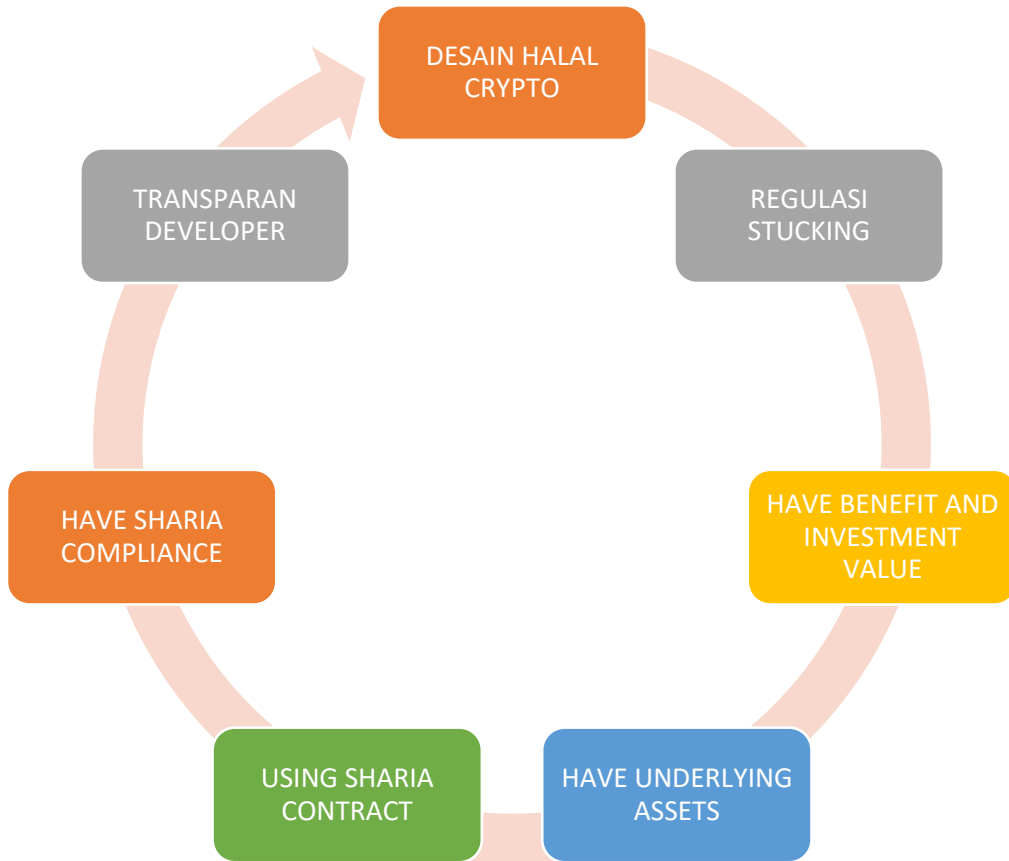 DESAIN HALAL
CRYPTO
REGULASI
STUCKING
HAVE BENEFIT AND
INVESTMENT
VALUE
HAVE UNDERLYING
ASSETS
USING SHARIA
CONTRACT
HAVE SHARIA
COMPLIANCE
TRANSPARAN
DEVELOPER